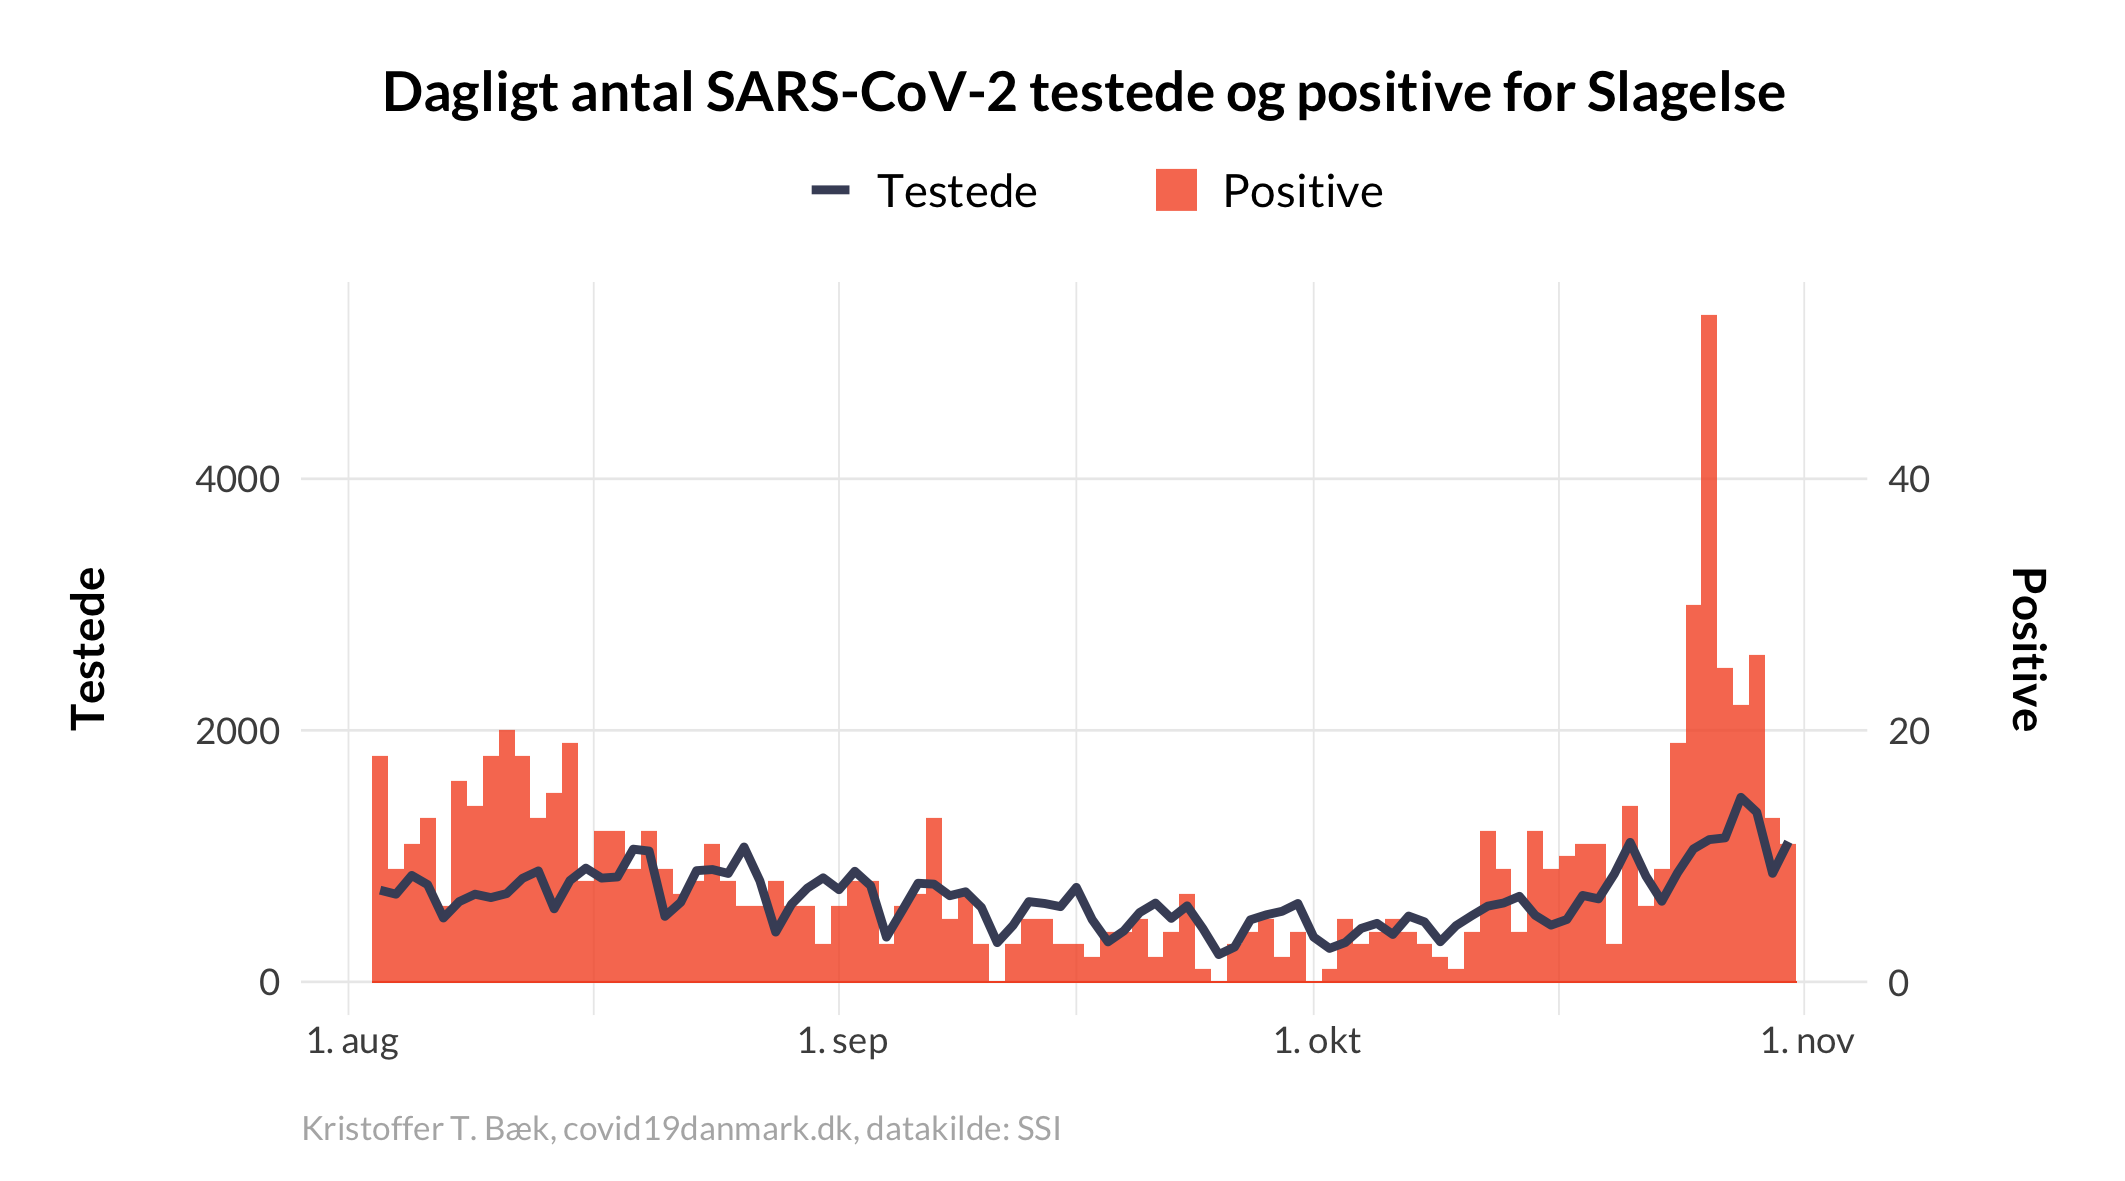 Dagligt antal SARS-CoV-2 testede og positive for Slagelse
Testede Positive
4000
2000
0
Testede
40
20
0
Positive
1. aug 1. sep 1. okt 1. nov
Kristoffer T. Bæk, covid19danmark.dk, datakilde: SSI